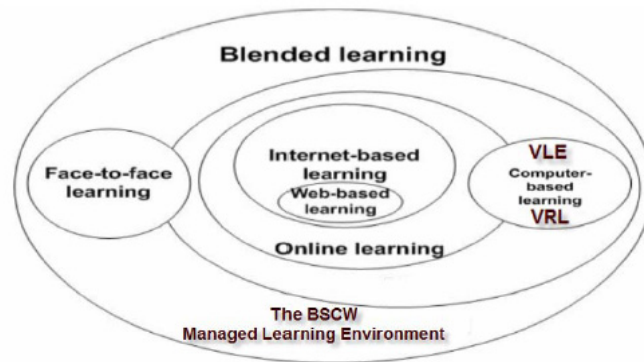 Blended learning
Face-to-face
learning
Internet-based
learning
Web-based
learning
Online learning
VLE
Computer-
based
learning
VRL
The BSCW
Managed Learning Environment